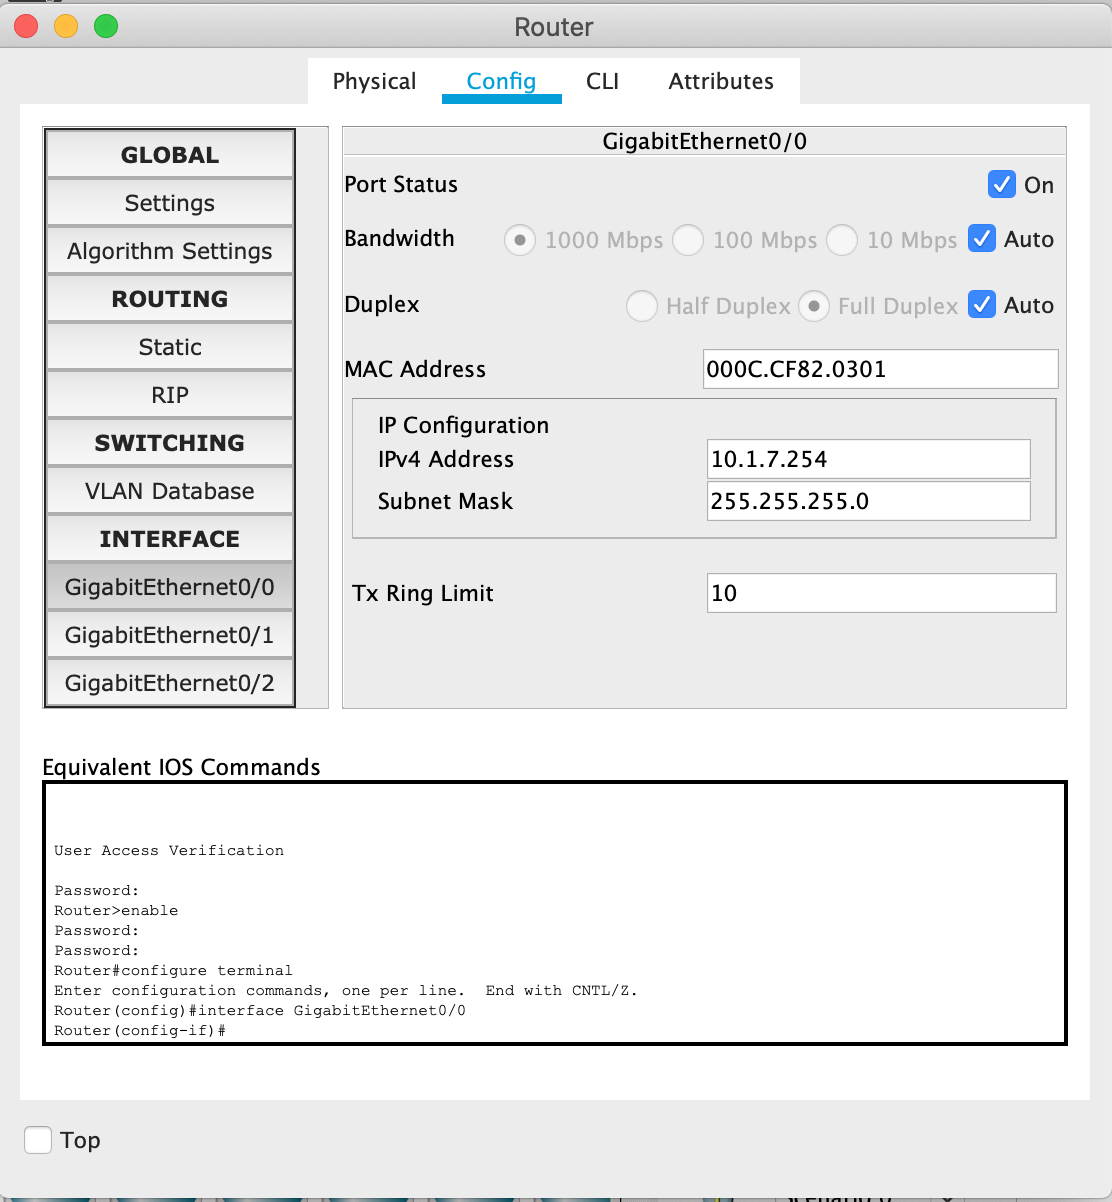 Router
Physical Config CLI Attributes
GLOBAL
Settings
Algorithm Settings
ROUTING
Static
RIP
SWITCHING
VLAN Database
INTERFACE
GigabitEthernet0/0
GigabitEthernet0/1
GigabitEthernet0/2
GigabitEthernet0/0
Port Status On
Bandwidth 1000 Mbps 100 Mbps 10 Mbps Auto
Duplex Half Duplex Full Duplex Auto
MAC Address 000C.CF82.0301
IP Configuration
IPv4 Address 10.1.7.254
Subnet Mask 255.255.255.0
Tx Ring Limit 10
Equivalent IOS Commands
User Access Verification
Password:
Router>enable
Password:
Password:
Router#configure terminal
Enter configuration commands, one per line.  End with CNTL/Z.
Router(config)#interface GigabitEthernet0/0
Router(config-if)#
Top